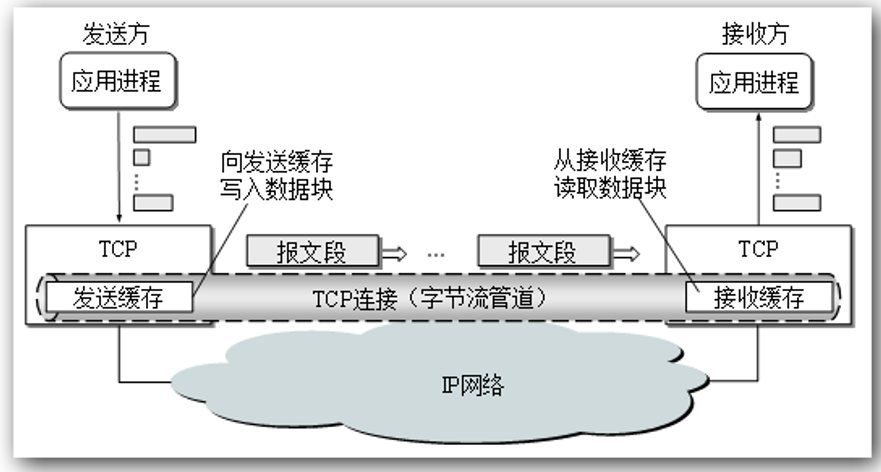 发送方
接收方
应用进程
应用进程
向发送缓存
写入数据块
从接收缓存
读取数据块
TCP
报文段
…
报文段
TCP
发送缓存
TCP连接（字节流管道）
接收缓存
IP网络